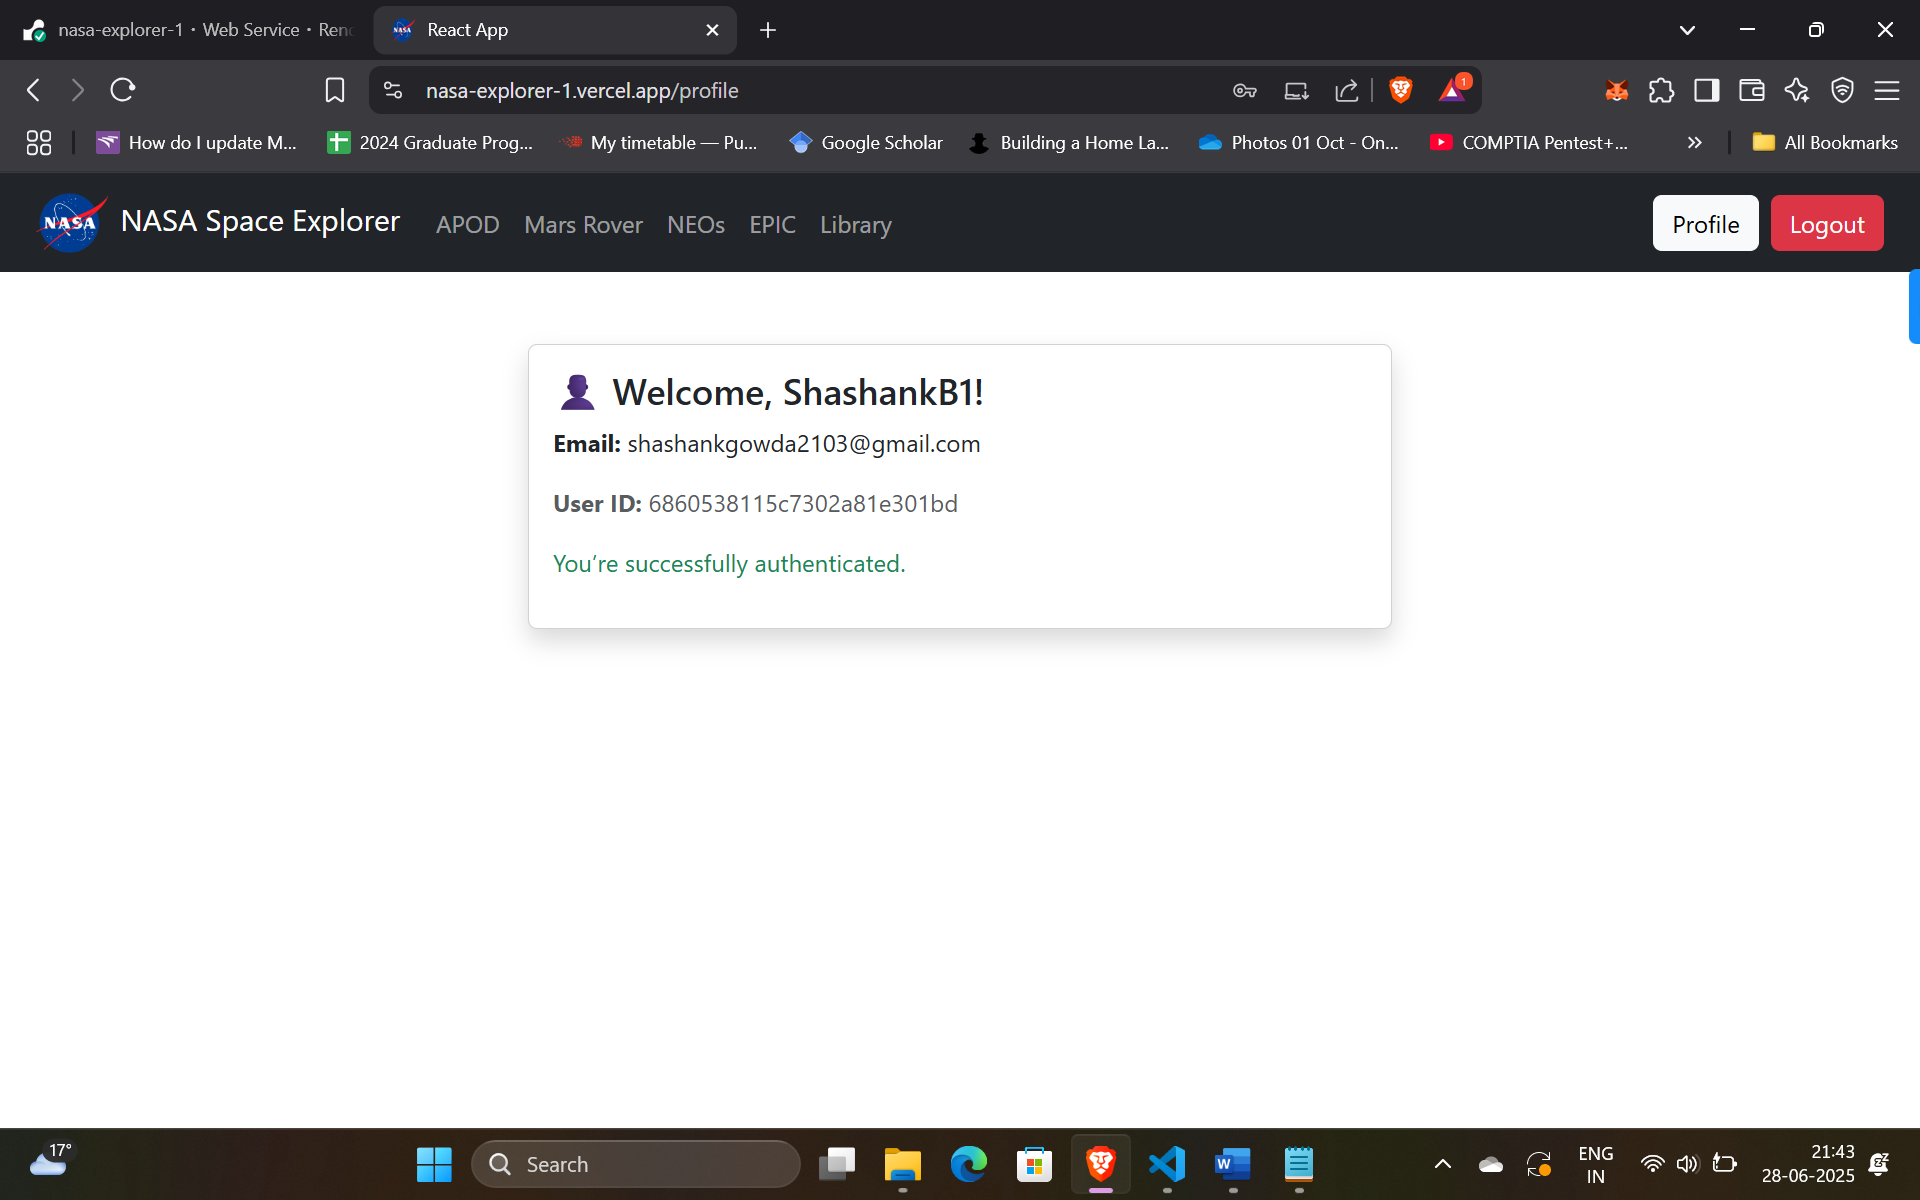 nasa-explorer-1 · Web Service · Rend
React App
nasa-explorer-1.vercel.app/profile
1
How do I update M...
2024 Graduate Prog...
My timetable — Pu...
Google Scholar
Building a Home La...
Photos 01 Oct - On...
COMPTIA Pentest+...
All Bookmarks
NASA
NASA Space Explorer
APOD
Mars Rover
NEOs
EPIC
Library
Profile
Logout
Welcome, ShashankB1!
Email: shashankgowda2103@gmail.com
User ID: 6860538115c7302a81e301bd
You’re successfully authenticated.
17°
Search
ENG
IN
21:43
28-06-2025